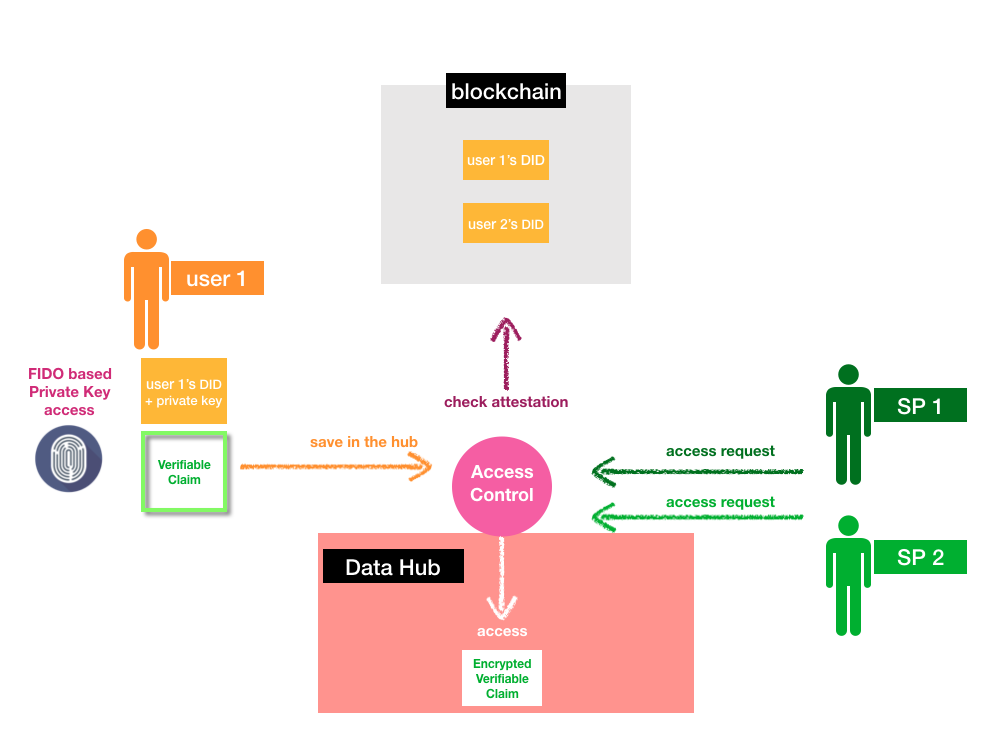 blockchain
user 1's DID
user 2's DID
user 1
FIDO based
Private Key
access
user 1's DID
+ private key
Verifiable
Claim
save in the hub
check attestation
Access
Control
access request
access request
SP 1
SP 2
Data Hub
access
Encrypted
Verifiable
Claim